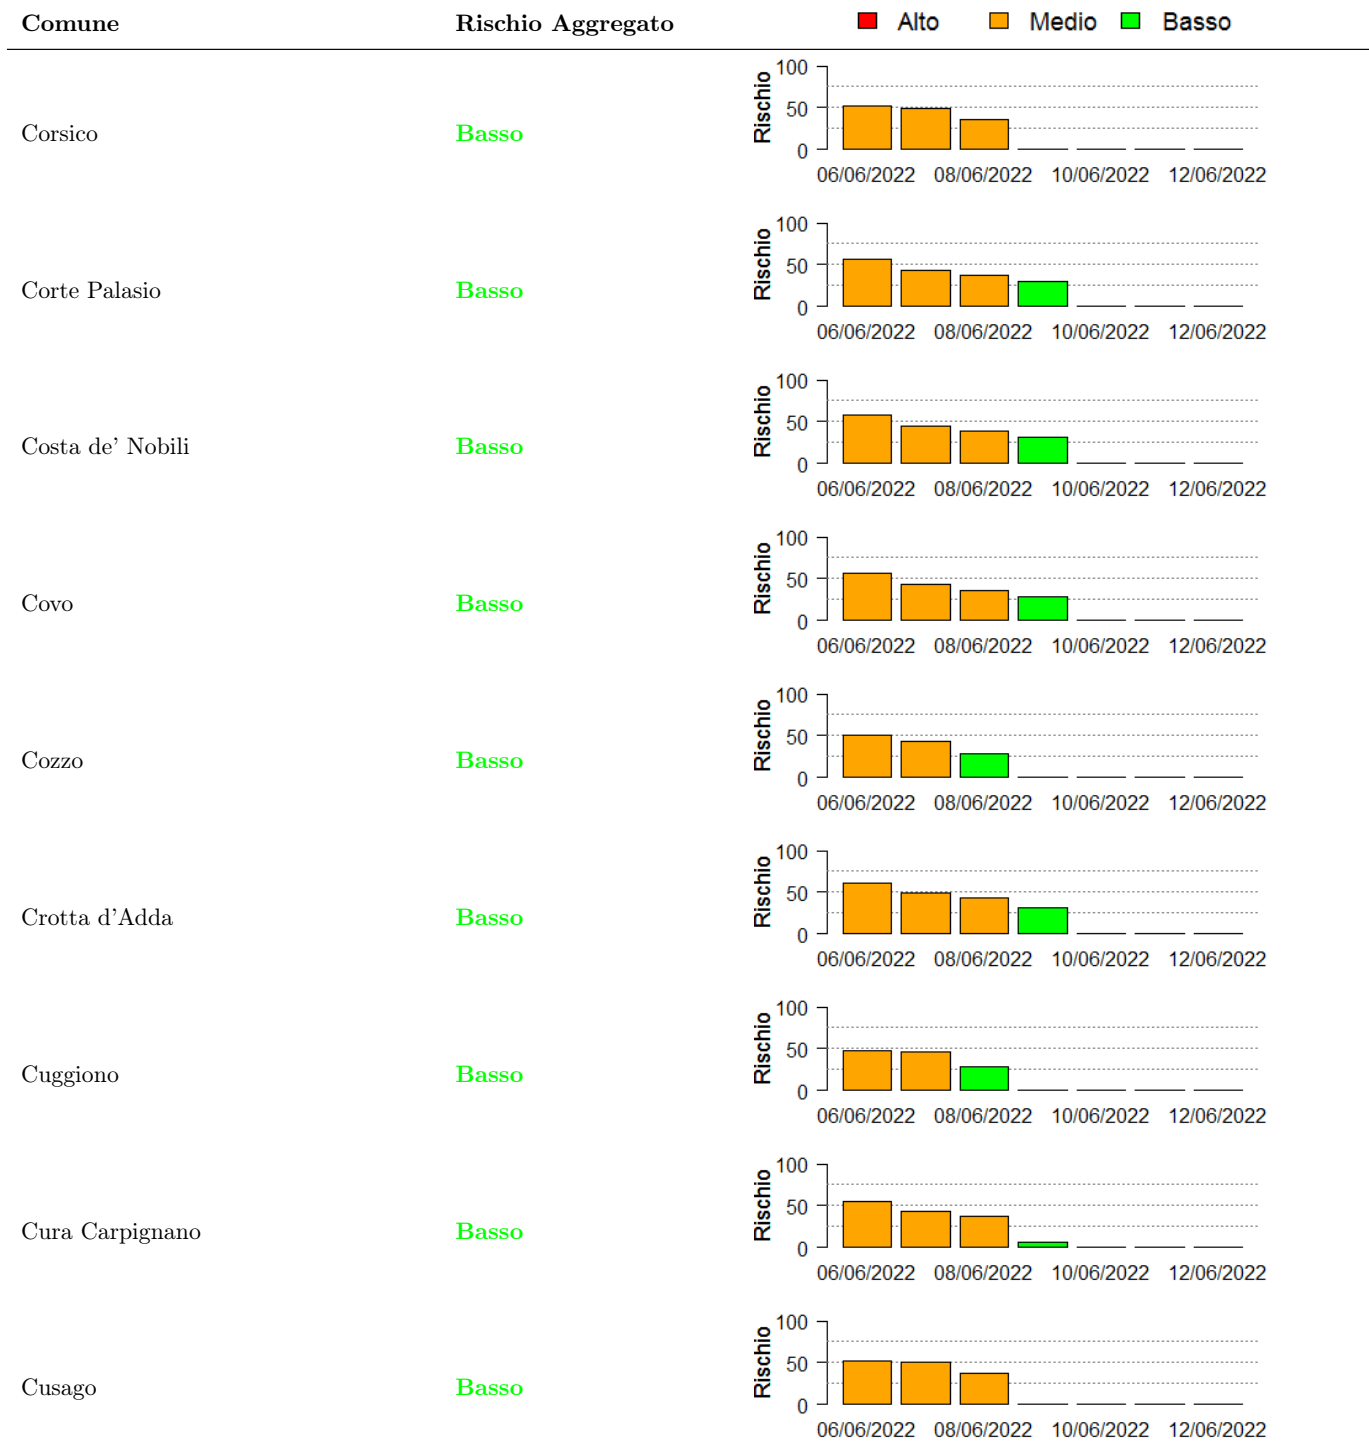 Comune Rischio Aggregato Alto Medio Basso
100
50
0
Rischio
Corsico Basso
06/06/2022 08/06/2022 10/06/2022 12/06/2022
100
50
0
Rischio
Corte Palasio Basso
06/06/2022 08/06/2022 10/06/2022 12/06/2022
100
50
0
Rischio
Costa de' Nobili Basso
06/06/2022 08/06/2022 10/06/2022 12/06/2022
100
50
0
Rischio
Covo Basso
06/06/2022 08/06/2022 10/06/2022 12/06/2022
100
50
0
Rischio
Cozzo Basso
06/06/2022 08/06/2022 10/06/2022 12/06/2022
100
50
0
Rischio
Crotta d'Adda Basso
06/06/2022 08/06/2022 10/06/2022 12/06/2022
100
50
0
Rischio
Cuggiono Basso
06/06/2022 08/06/2022 10/06/2022 12/06/2022
100
50
0
Rischio
Cura Carpignano Basso
06/06/2022 08/06/2022 10/06/2022 12/06/2022
100
50
0
Rischio
Cusago Basso
06/06/2022 08/06/2022 10/06/2022 12/06/2022